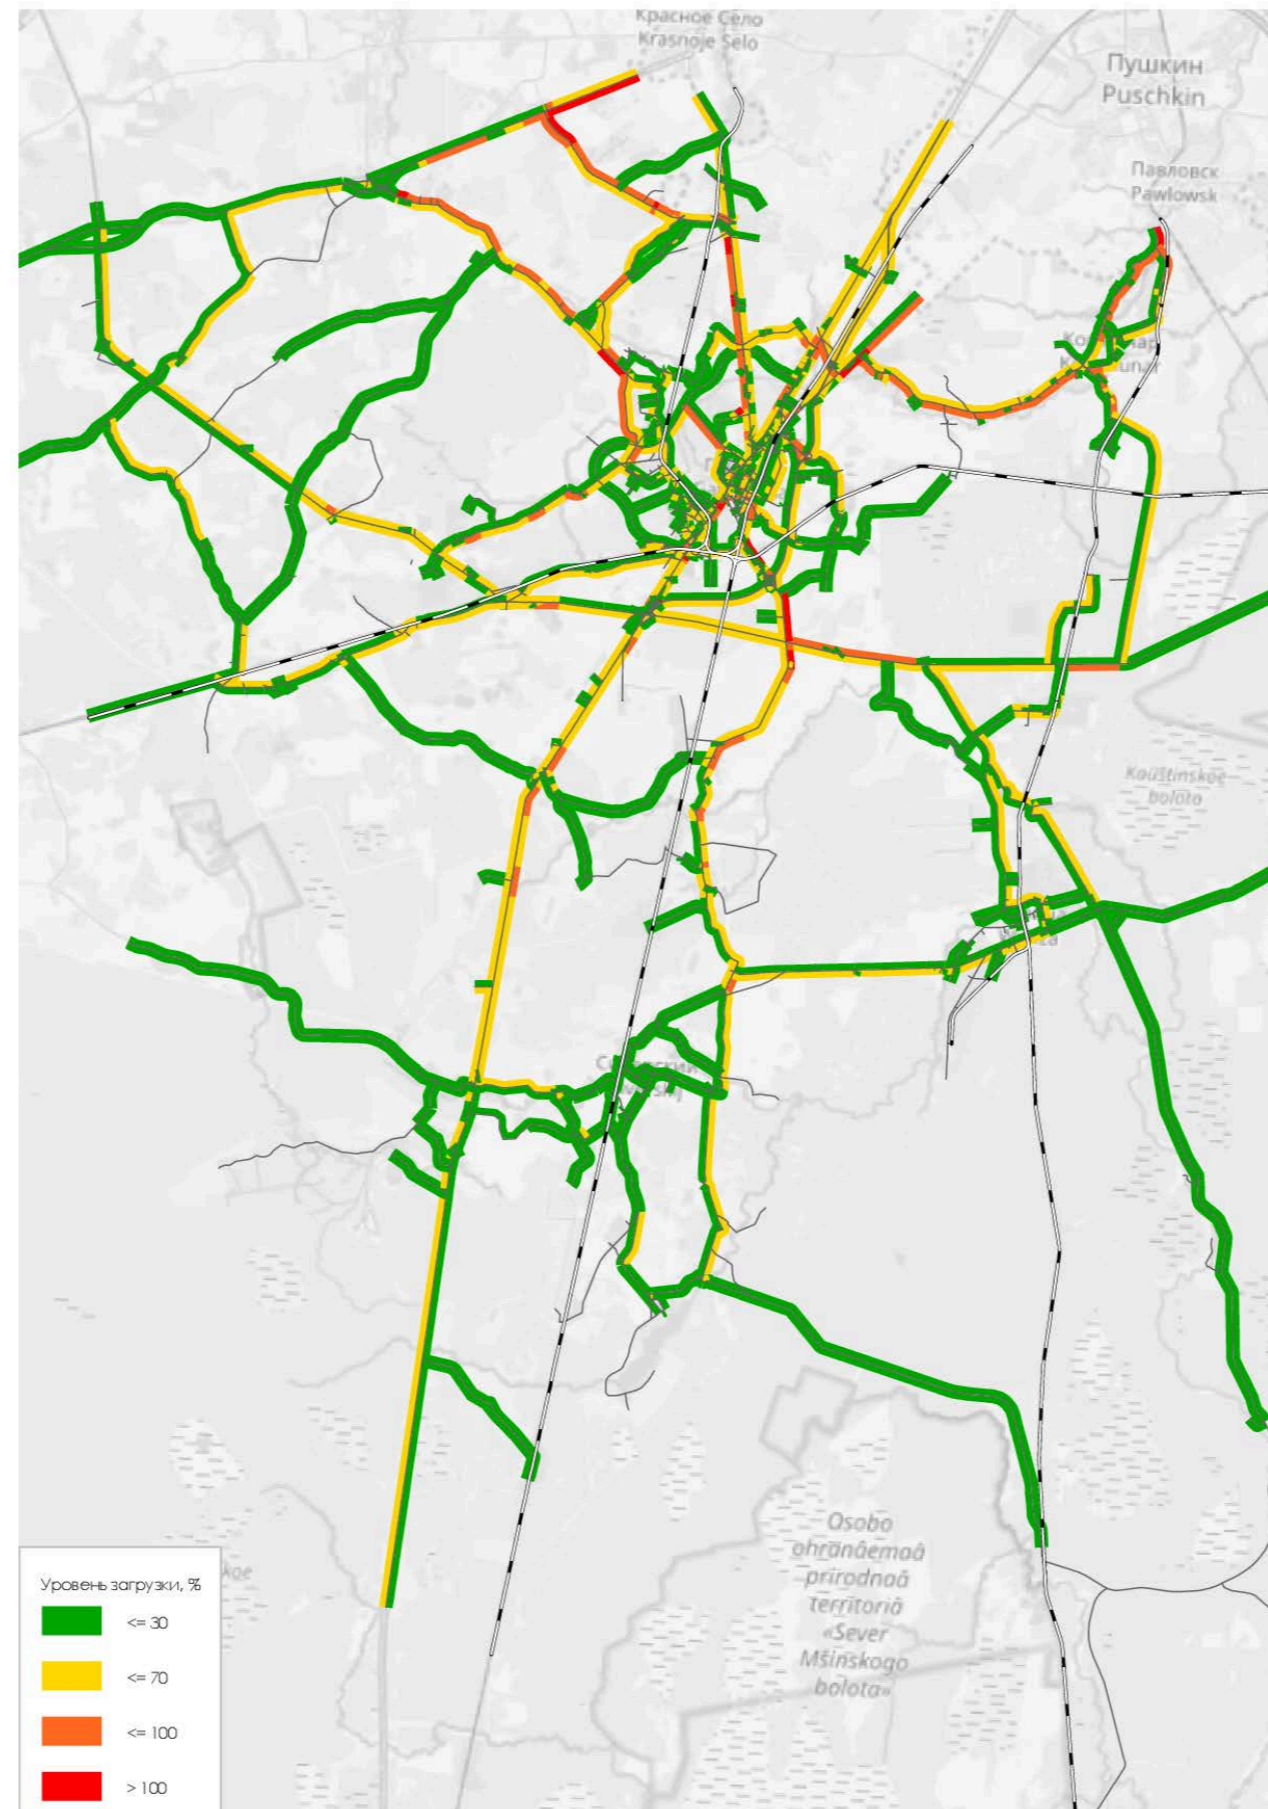 Красное Село
Krasnoje Selo
Пушкин
Puschkin
Павловск
Pawlowsk
Kaŭštinskoe
boloto
Osobo
ohranâemaâ
prirodnaâ
territoriâ
«Sever
Mšinskogo
bolota»
Уровень загрузки, %
<= 30
<= 70
<= 100
> 100